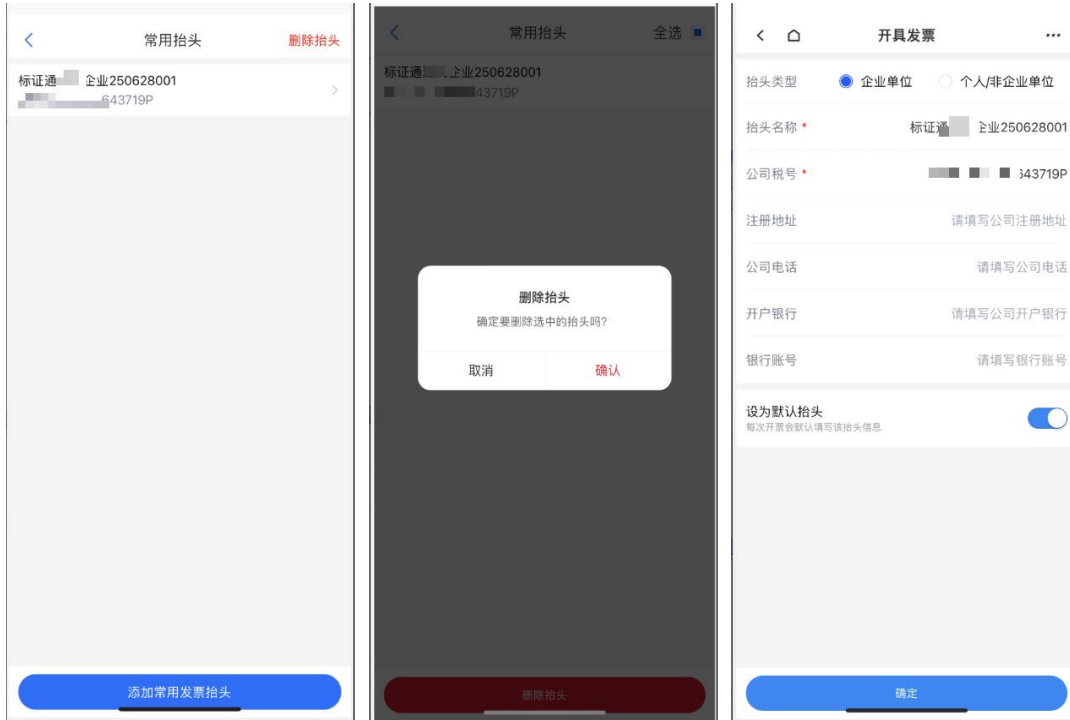 常用抬头
删除抬头
标证通 企业250628001
643719P
添加常用发票抬头
常用抬头
全选
标证通 企业250628001
43719P
删除抬头
确定要删除选中的抬头吗?
取消
确认
删除抬头
开具发票
抬头类型 企业单位 个人/非企业单位
抬头名称 * 标证通 企业250628001
公司税号 * 643719P
注册地址 请填写公司注册地址
公司电话 请填写公司电话
开户银行 请填写公司开户银行
银行账号 请填写银行账号
设为默认抬头
每次开票会默认填写该抬头信息
确定